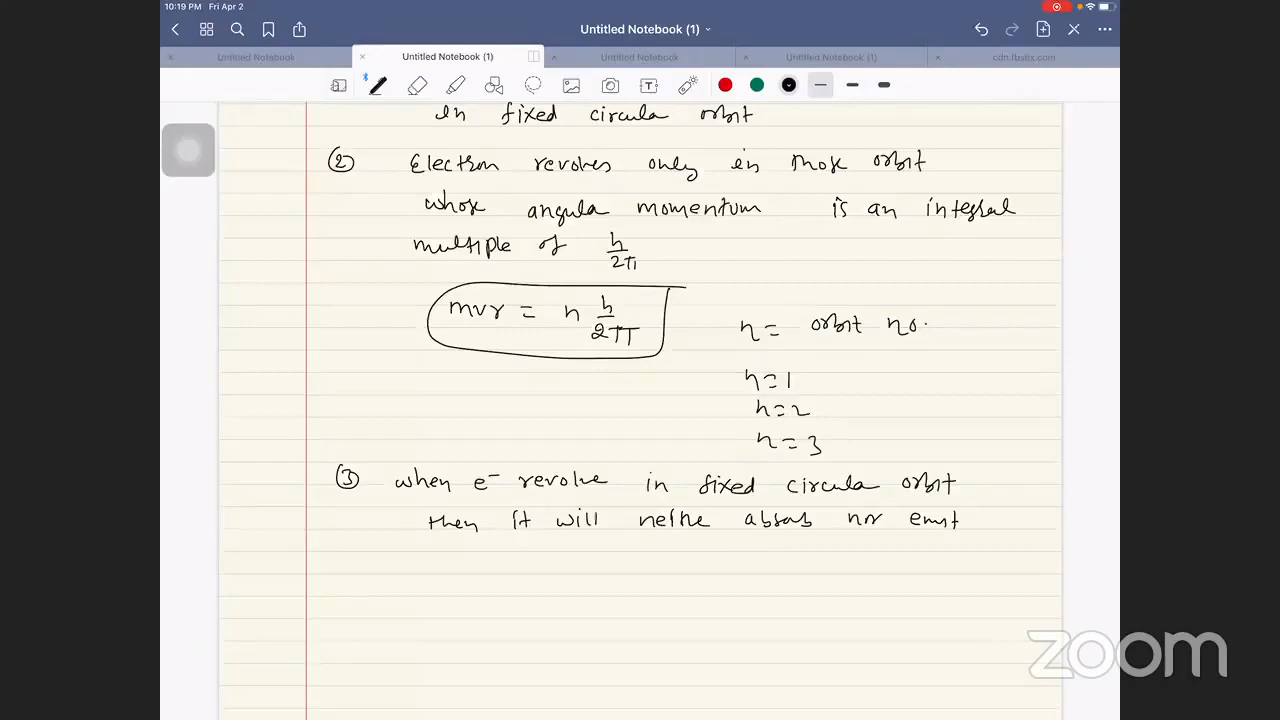 10:19 PM Fri Apr 2
Untitled Notebook (1)
Untitled Notebook
Untitled Notebook (1)
Untitled Notebook
Untitled Notebook (1)
cdn.fbsbx.com
in fixed circula orbit
② Electron revolves only in those orbit
whose angula momentum is an integral
multiple of h/2π
mvr = n h/2π
n = orbit no.
n=1
n=2
n=3
③ when e⁻ revolve in fixed circula orbit
then it will neithe absorb nor emit
zoom